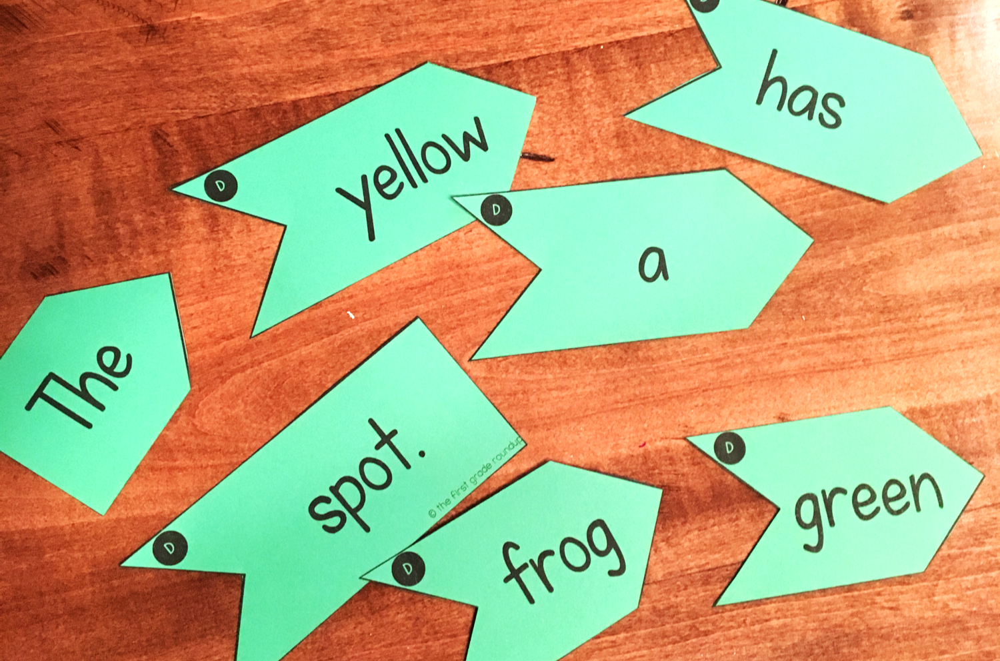 has
D
yellow
D
a
The
D
spot.
© the first grade roundup
D
frog
D
green